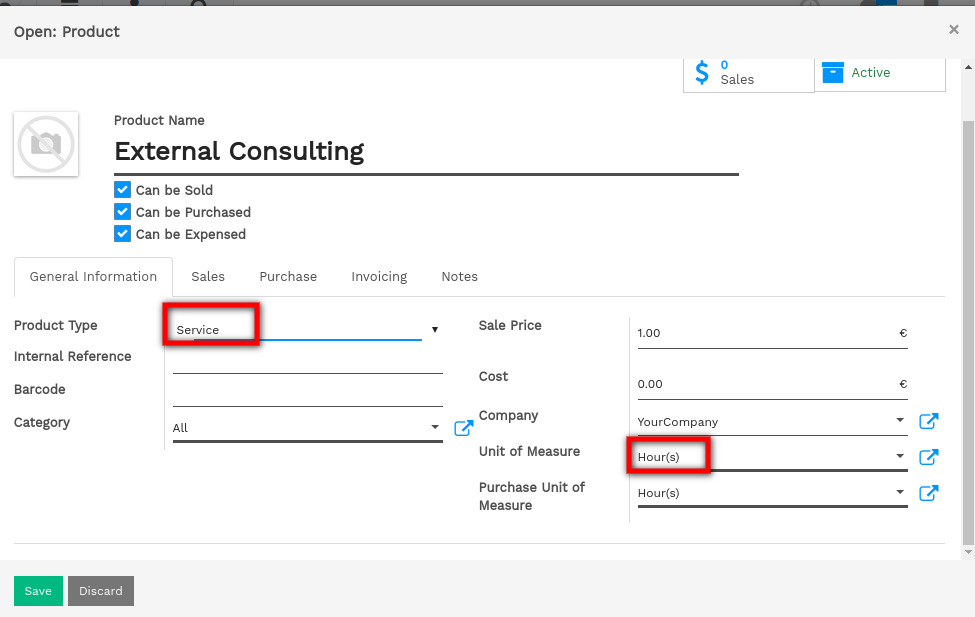 Open: Product
×
0
Sales
Active
Product Name
External Consulting
Can be Sold
Can be Purchased
Can be Expensed
General Information Sales Purchase Invoicing Notes
Product Type Service
Internal Reference
Barcode
Category All
Sale Price 1.00 €
Cost 0.00 €
Company YourCompany
Unit of Measure Hour(s)
Purchase Unit of
Measure
Hour(s)
Save Discard